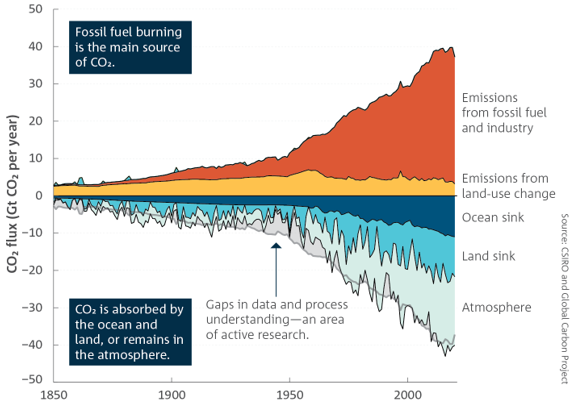 50
40
30
20
10
0
−10
−20
−30
−40
−50
CO₂ flux (Gt CO₂ per year)
Fossil fuel burning
is the main source
of CO₂.
CO₂ is absorbed by
the ocean and
land, or remains in
the atmosphere.
Gaps in data and process
understanding—an area
of active research.
Emissions
from fossil fuel
and industry
Emissions from
land-use change
Ocean sink
Land sink
Atmosphere
1850
1900
1950
2000
Source: CSIRO and Global Carbon Project